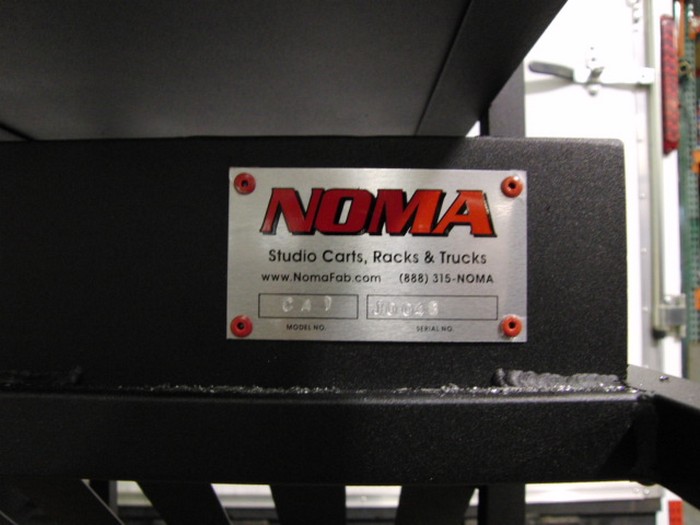 NOMA
Studio Carts, Racks & Trucks
www.NomaFab.com (888) 315-NOMA
MODEL NO. SERIAL NO.